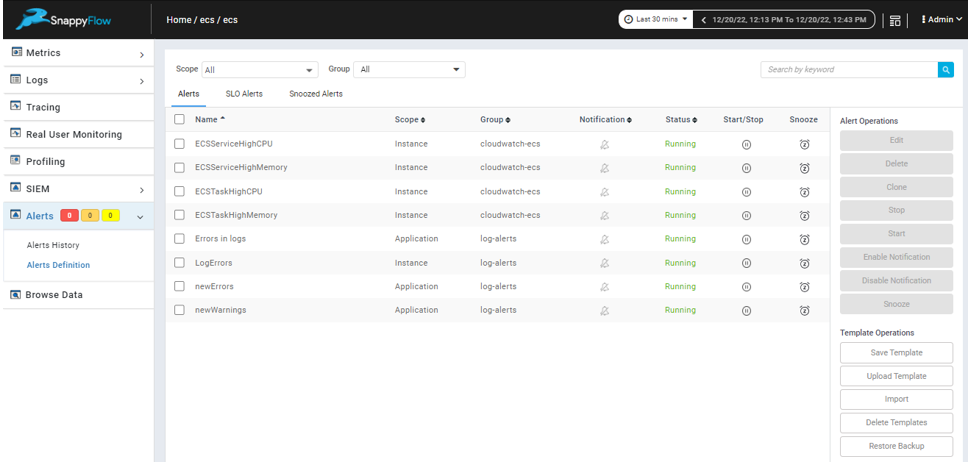 SnappyFlow
Home / ecs / ecs
Last 30 mins
12/20/22, 12:13 PM To 12/20/22, 12:43 PM
Admin
Metrics
Logs
Tracing
Real User Monitoring
Profiling
SIEM
Alerts 0 0 0
Alerts History
Alerts Definition
Browse Data
Scope All Group All
Search by keyword
Alerts SLO Alerts Snoozed Alerts
Name Scope Group Notification Status Start/Stop Snooze
ECSServiceHighCPU Instance cloudwatch-ecs Running
ECSServiceHighMemory Instance cloudwatch-ecs Running
ECSTaskHighCPU Instance cloudwatch-ecs Running
ECSTaskHighMemory Instance cloudwatch-ecs Running
Errors in logs Application log-alerts Running
LogErrors Instance log-alerts Running
newErrors Application log-alerts Running
newWarnings Application log-alerts Running
Alert Operations
Edit
Delete
Clone
Stop
Start
Enable Notification
Disable Notification
Snooze
Template Operations
Save Template
Upload Template
Import
Delete Templates
Restore Backup